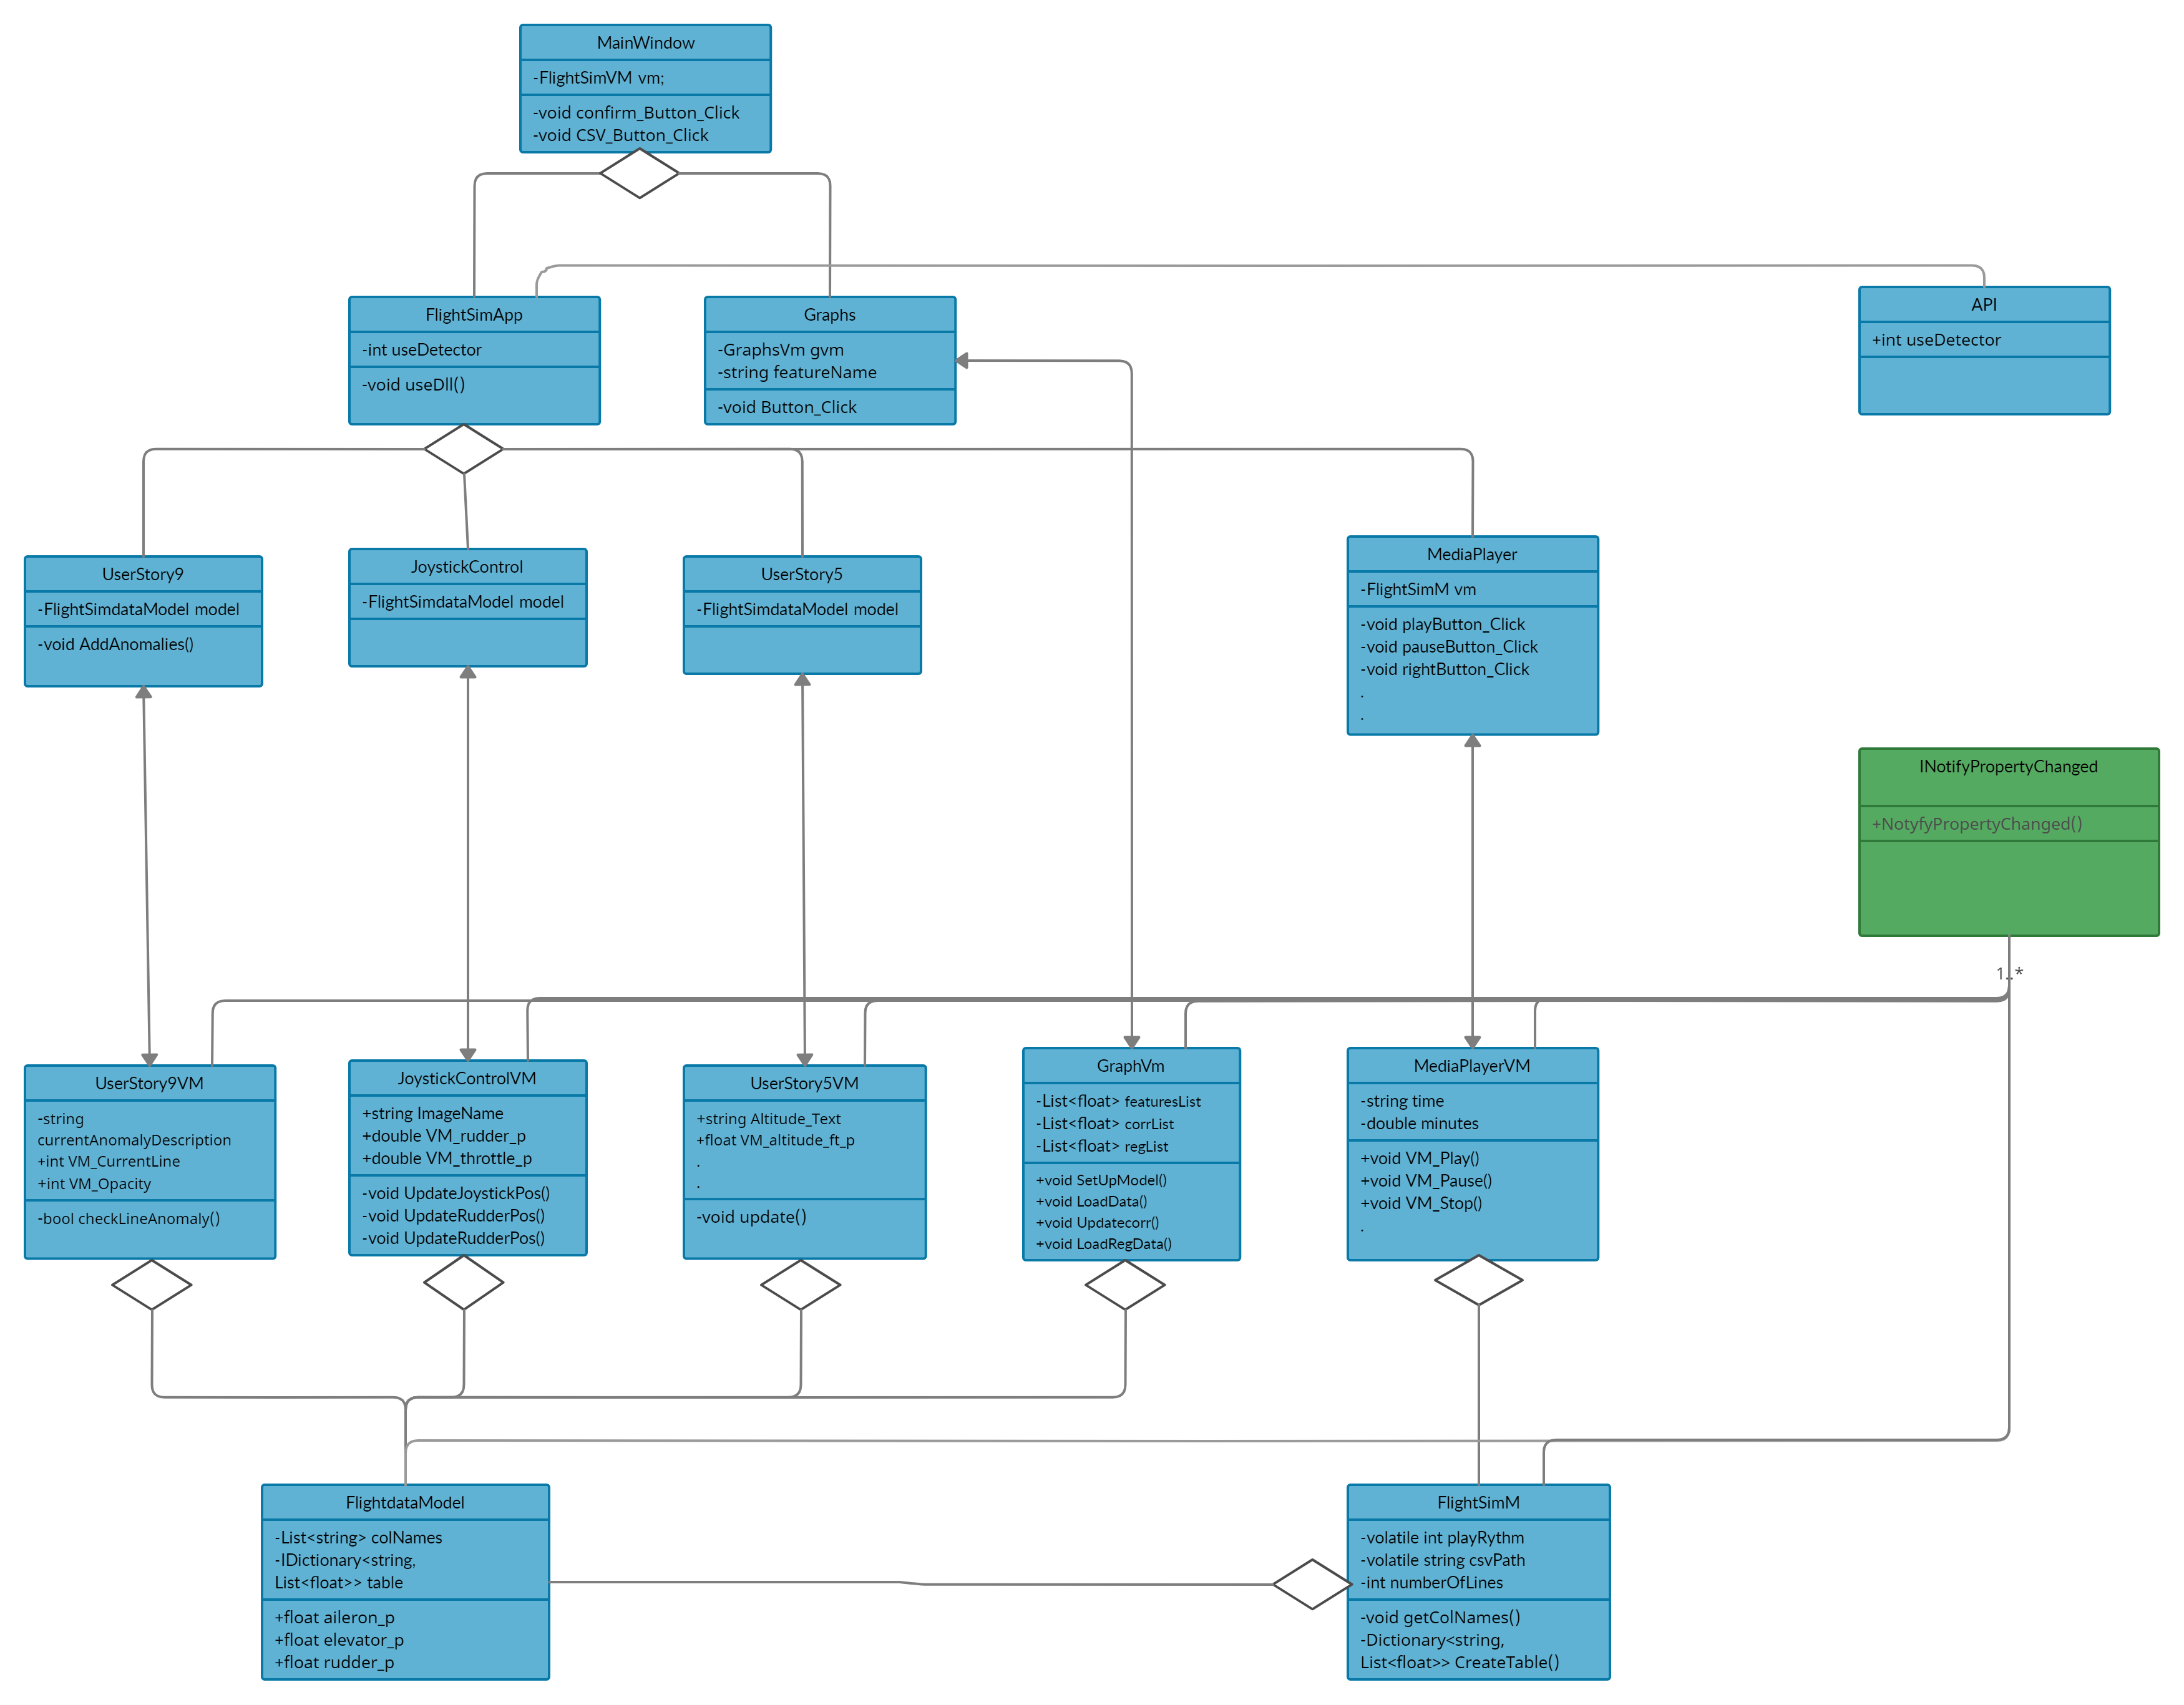 MainWindow
-FlightSimVM vm;
-void confirm_Button_Click
-void CSV_Button_Click
FlightSimApp
-int useDetector
-void useDll()
Graphs
-GraphsVm gvm
-string featureName
-void Button_Click
API
+int useDetector
UserStory9
-FlightSimdataModel model
-void AddAnomalies()
JoystickControl
-FlightSimdataModel model
UserStory5
-FlightSimdataModel model
MediaPlayer
-FlightSimM vm
-void playButton_Click
-void pauseButton_Click
-void rightButton_Click
.
.
INotifyPropertyChanged
+NotyfyPropertyChanged()
1..*
UserStory9VM
-string
currentAnomalyDescription
+int VM_CurrentLine
+int VM_Opacity
-bool checkLineAnomaly()
JoystickControlVM
+string ImageName
+double VM_rudder_p
+double VM_throttle_p
-void UpdateJoystickPos()
-void UpdateRudderPos()
-void UpdateRudderPos()
UserStory5VM
+string Altitude_Text
+float VM_altitude_ft_p
.
.
-void update()
GraphVm
-List<float> featuresList
-List<float> corrList
-List<float> regList
+void SetUpModel()
+void LoadData()
+void Updatecorr()
+void LoadRegData()
MediaPlayerVM
-string time
-double minutes
+void VM_Play()
+void VM_Pause()
+void VM_Stop()
.
FlightdataModel
-List<string> colNames
-IDictionary<string,
List<float>> table
+float aileron_p
+float elevator_p
+float rudder_p
FlightSimM
-volatile int playRythm
-volatile string csvPath
-int numberOfLines
-void getColNames()
-Dictionary<string,
List<float>> CreateTable()